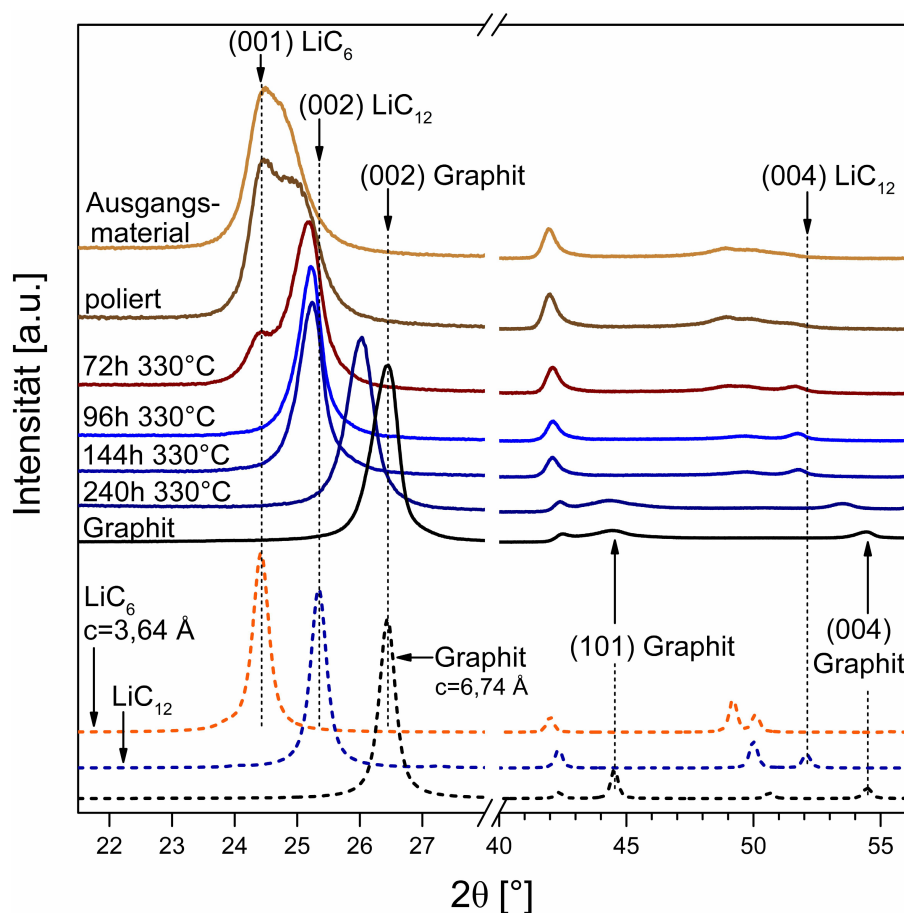 (001) LiC₆
(002) LiC₁₂
(002) Graphit
(004) LiC₁₂
Ausgangs-
material
poliert
72h 330°C
96h 330°C
144h 330°C
240h 330°C
Graphit
LiC₆
c=3,64 Å
LiC₁₂
Graphit
c=6,74 Å
(101) Graphit
(004)
Graphit
Intensität [a.u.]
22 23 24 25 26 27 40 45 50 55
2θ [°]